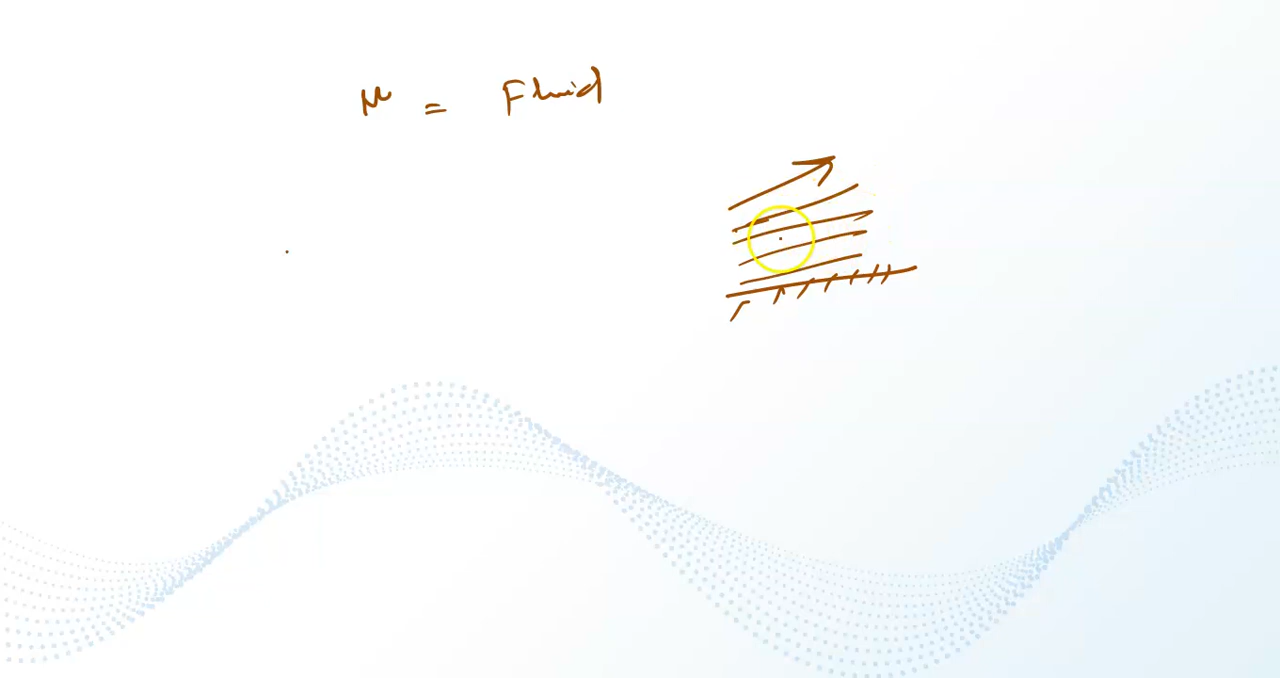 μ = Fluid